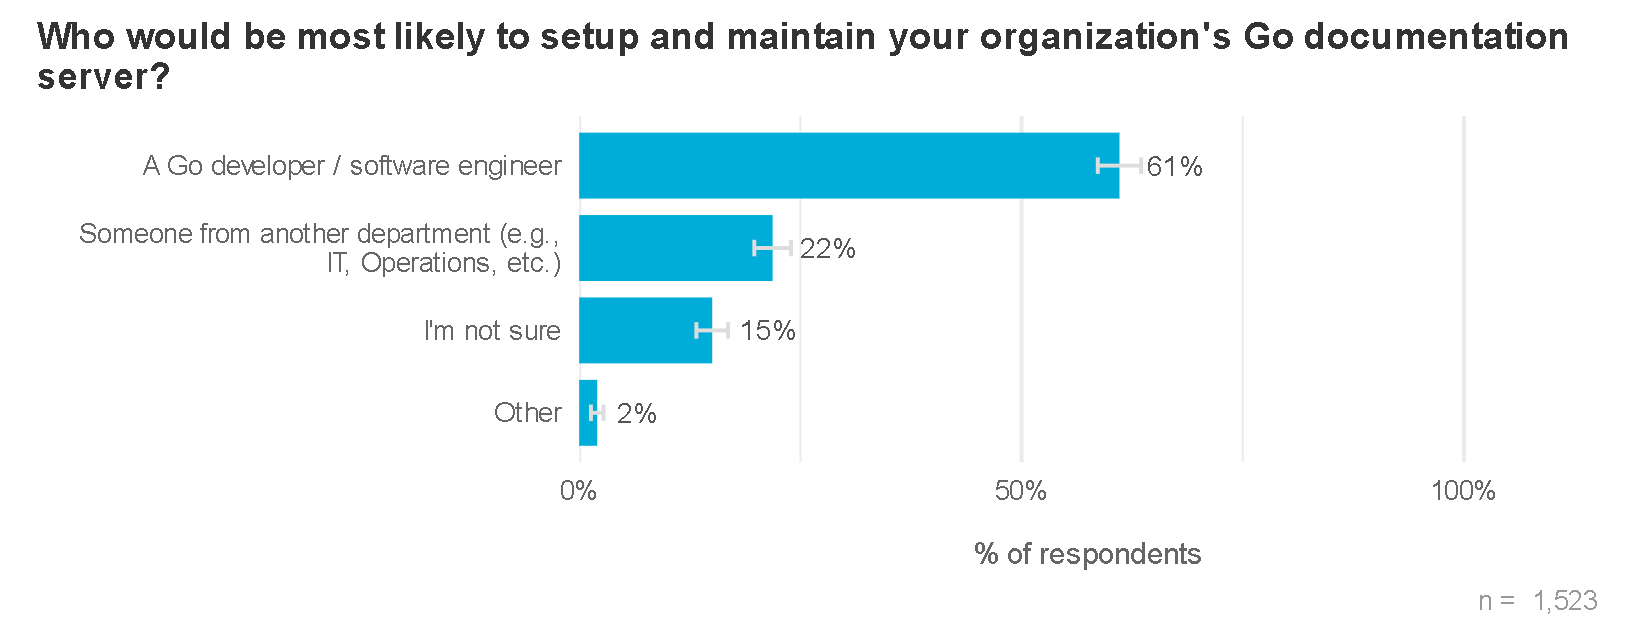 Who would be most likely to setup and maintain your organization's Go documentation
server?
A Go developer / software engineer
61%
Someone from another department (e.g.,
IT, Operations, etc.)
22%
I'm not sure
15%
Other
2%
0%
50%
100%
% of respondents
n = 1,523